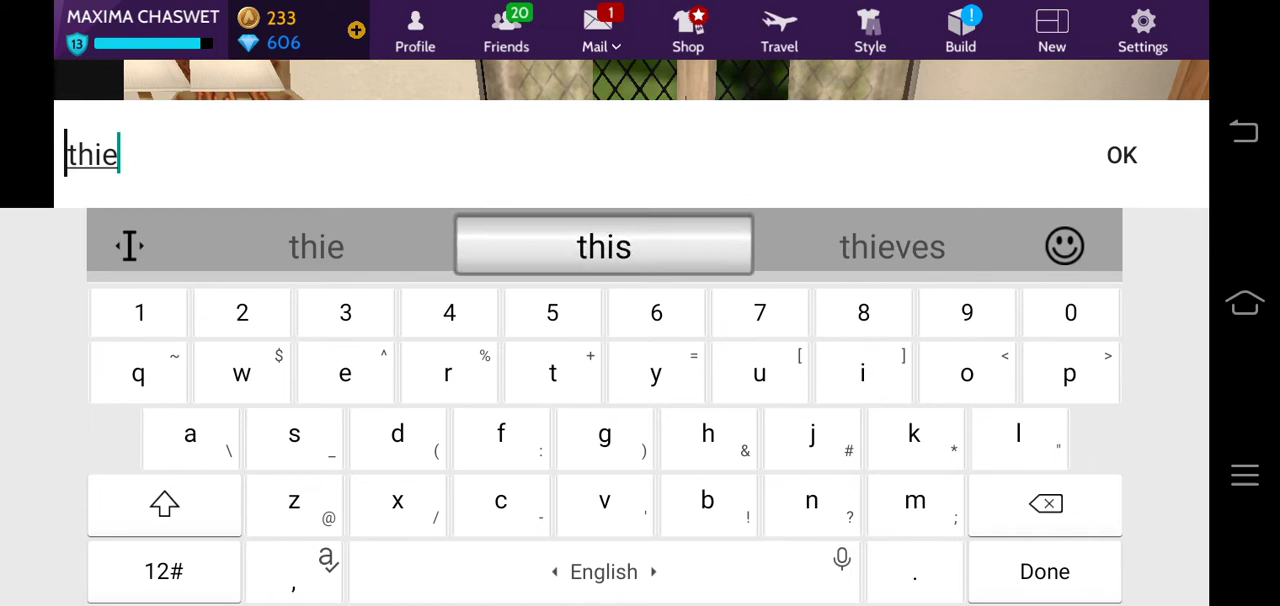 MAXIMA CHASWET
13
233
606
Profile
20
Friends
1
Mail
Shop
Travel
Style
!
Build
New
Settings
thie
OK
thie this thieves
1 2 3 4 5 6 7 8 9 0
~ $ ^ % + = [ ] < >
q w e r t y u i o p
a s d f g h j k l
\ _ ( : ) & # * "
z x c v b n m
@ / - ' ! ? ;
12# , a English . Done